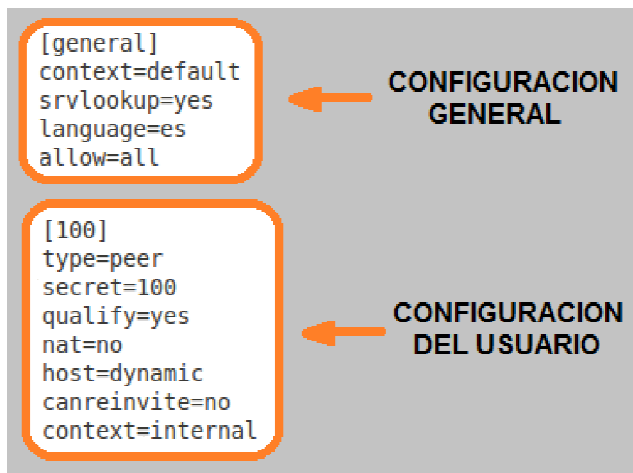 [general]
context=default
srvlookup=yes
language=es
allow=all
CONFIGURACION
GENERAL
[100]
type=peer
secret=100
qualify=yes
nat=no
host=dynamic
canreinvite=no
context=internal
CONFIGURACION
DEL USUARIO